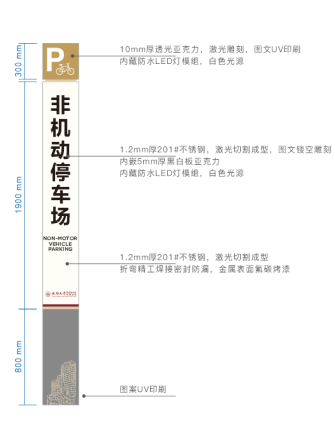 300 mm
P
10mm厚透光亚克力，激光雕刻，图文UV印刷
内藏防水LED灯模组，白色光源
1900 mm
非机动停车场
NON-MOTOR
VEHICLE
PARKING
1.2mm厚201#不锈钢，激光切割成型，图文镂空雕刻
内嵌5mm厚黑白板亚克力
内藏防水LED灯模组，白色光源
1.2mm厚201#不锈钢，激光切割成型
折弯精工焊接密封防漏，金属表面氟碳烤漆
800 mm
图案UV印刷